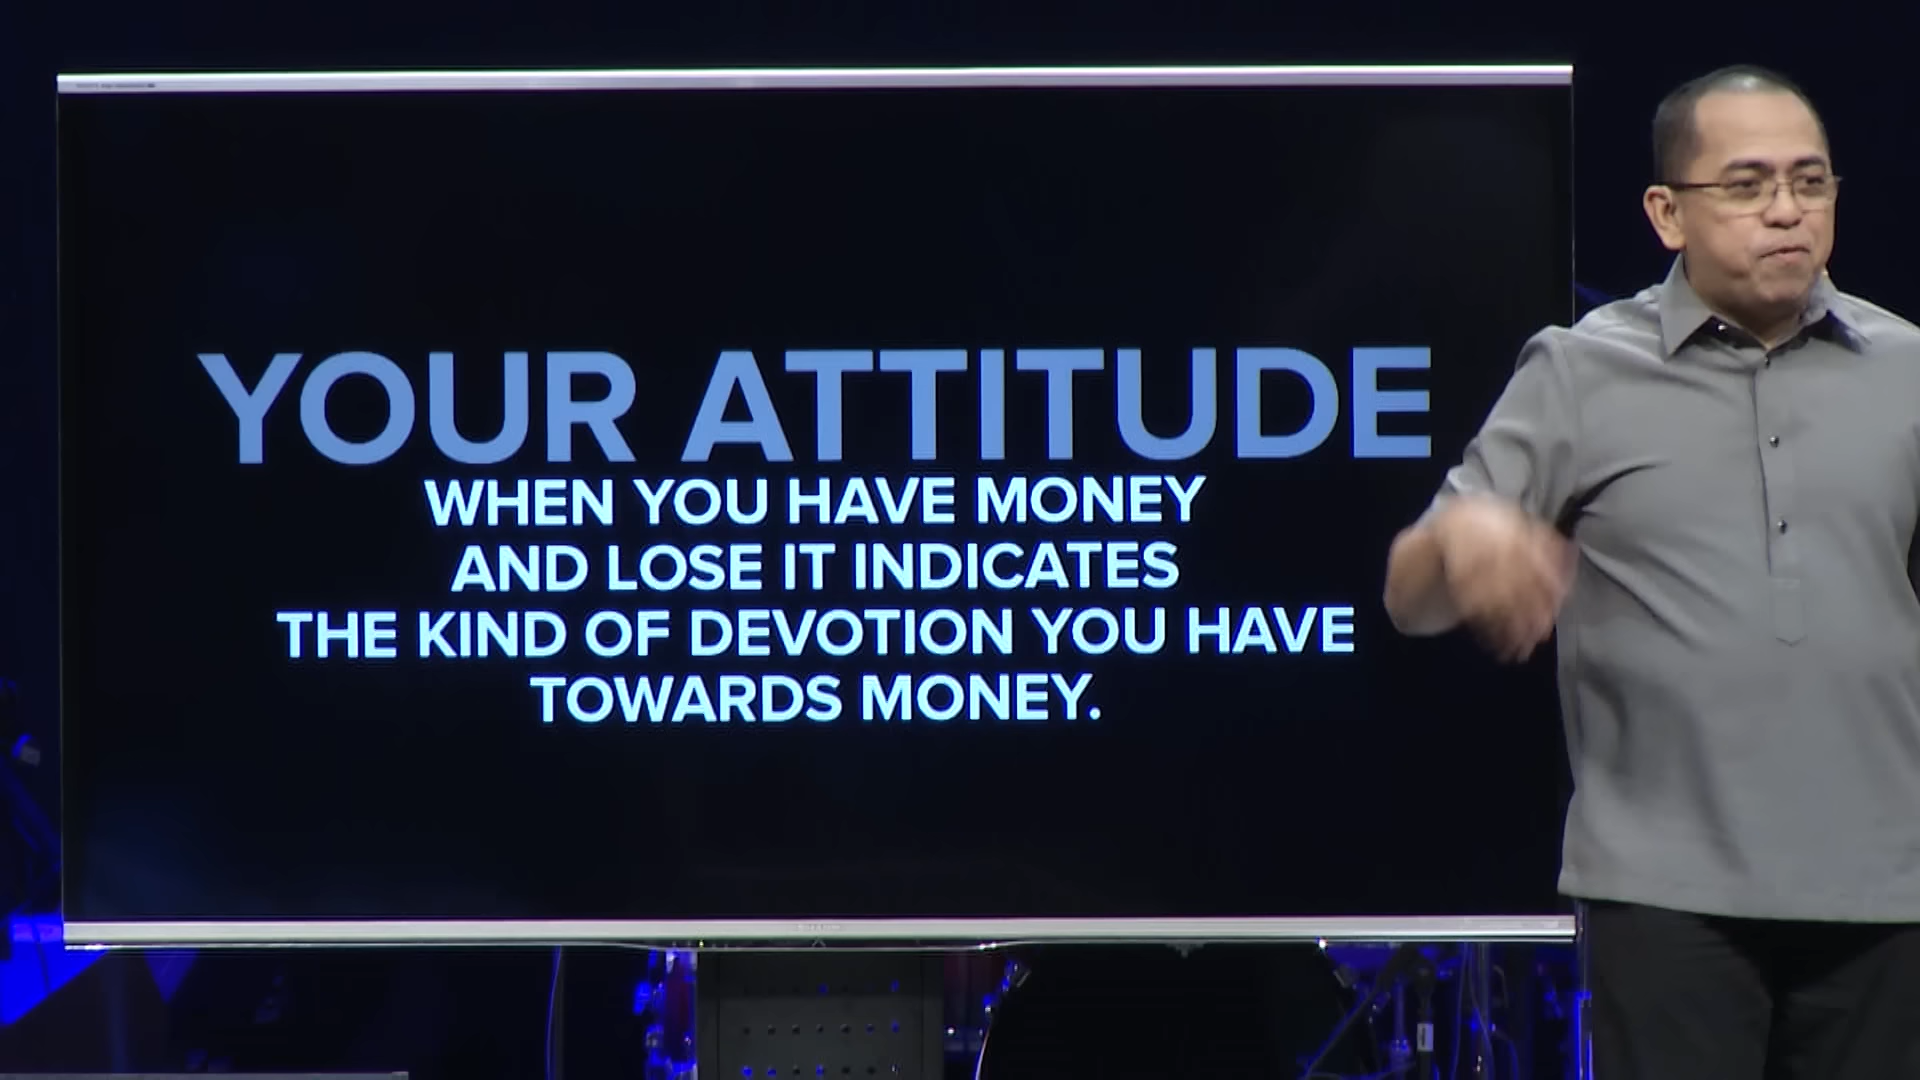 YOUR ATTITUDE
WHEN YOU HAVE MONEY
AND LOSE IT INDICATES
THE KIND OF DEVOTION YOU HAVE
TOWARDS MONEY.